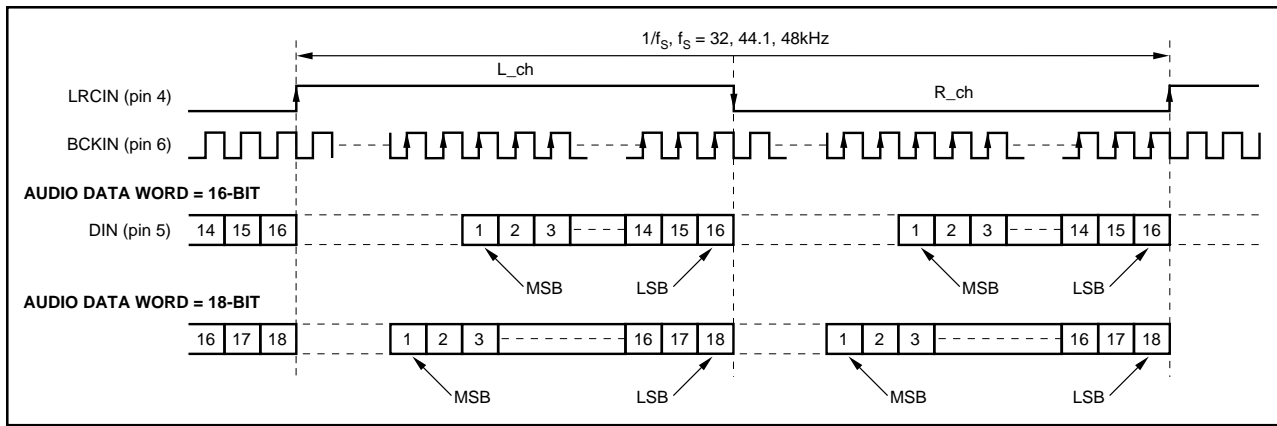 1/fS, fS = 32, 44.1, 48kHz
L_ch
R_ch
LRCIN (pin 4)
BCKIN (pin 6)
AUDIO DATA WORD = 16-BIT
DIN (pin 5) 14 15 16 1 2 3 14 15 16 1 2 3 14 15 16
MSB LSB MSB LSB
AUDIO DATA WORD = 18-BIT
16 17 18 1 2 3 16 17 18 1 2 3 16 17 18
MSB LSB MSB LSB